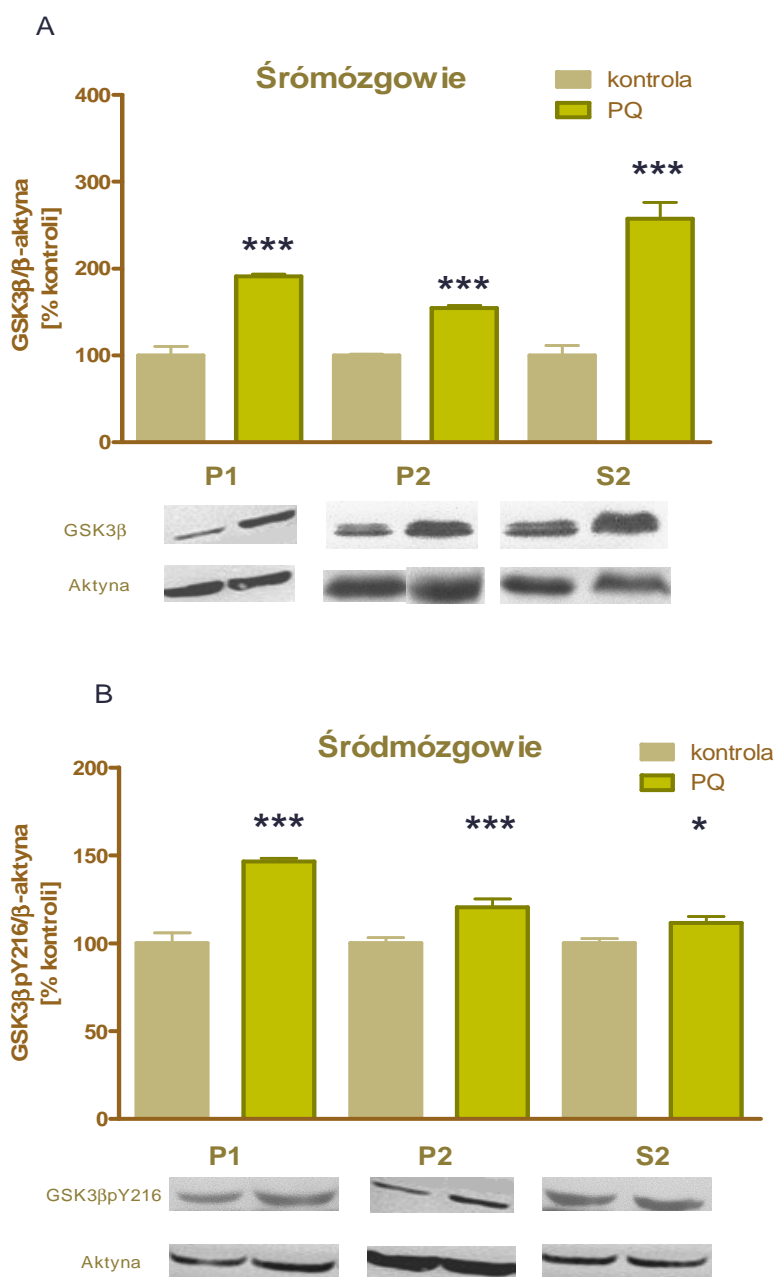 A
Śrómózgowie
kontrola
PQ
400
300
200
100
0
GSK3β/β-aktyna
[% kontroli]
***
***
***
P1 P2 S2
GSK3β
Aktyna
B
Śródmózgowie
kontrola
PQ
200
150
100
50
0
GSK3βpY216/β-aktyna
[% kontroli]
***
***
*
P1 P2 S2
GSK3βpY216
Aktyna